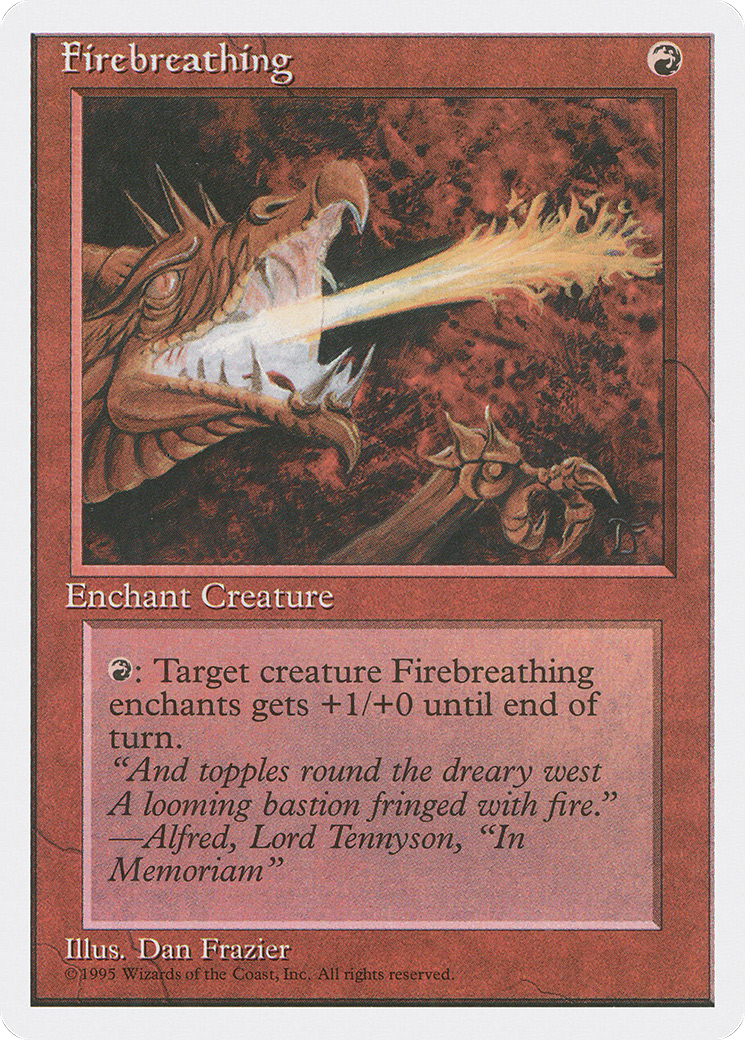 Firebreathing
DF
Enchant Creature
: Target creature Firebreathing
enchants gets +1/+0 until end of
turn.
“And topples round the dreary west
A looming bastion fringed with fire.”
—Alfred, Lord Tennyson, “In
Memoriam”
Illus. Dan Frazier
©1995 Wizards of the Coast, Inc. All rights reserved.